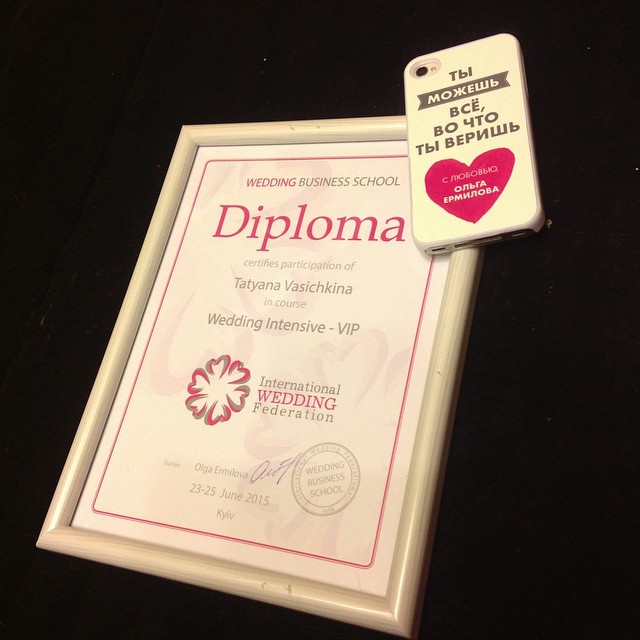 WEDDING BUSINESS SCHOOL
Diploma
certifies participation of
Tatyana Vasichkina
in course
Wedding Intensive - VIP
International
WEDDING
Federation
Trainer
Olga Ermilova
23-25 June 2015
Kyiv
WEDDING
BUSINESS
SCHOOL
ТЫ
МОЖЕШЬ
ВСЁ,
ВО ЧТО
ТЫ ВЕРИШЬ
С ЛЮБОВЬЮ,
ОЛЬГА
ЕРМИЛОВА